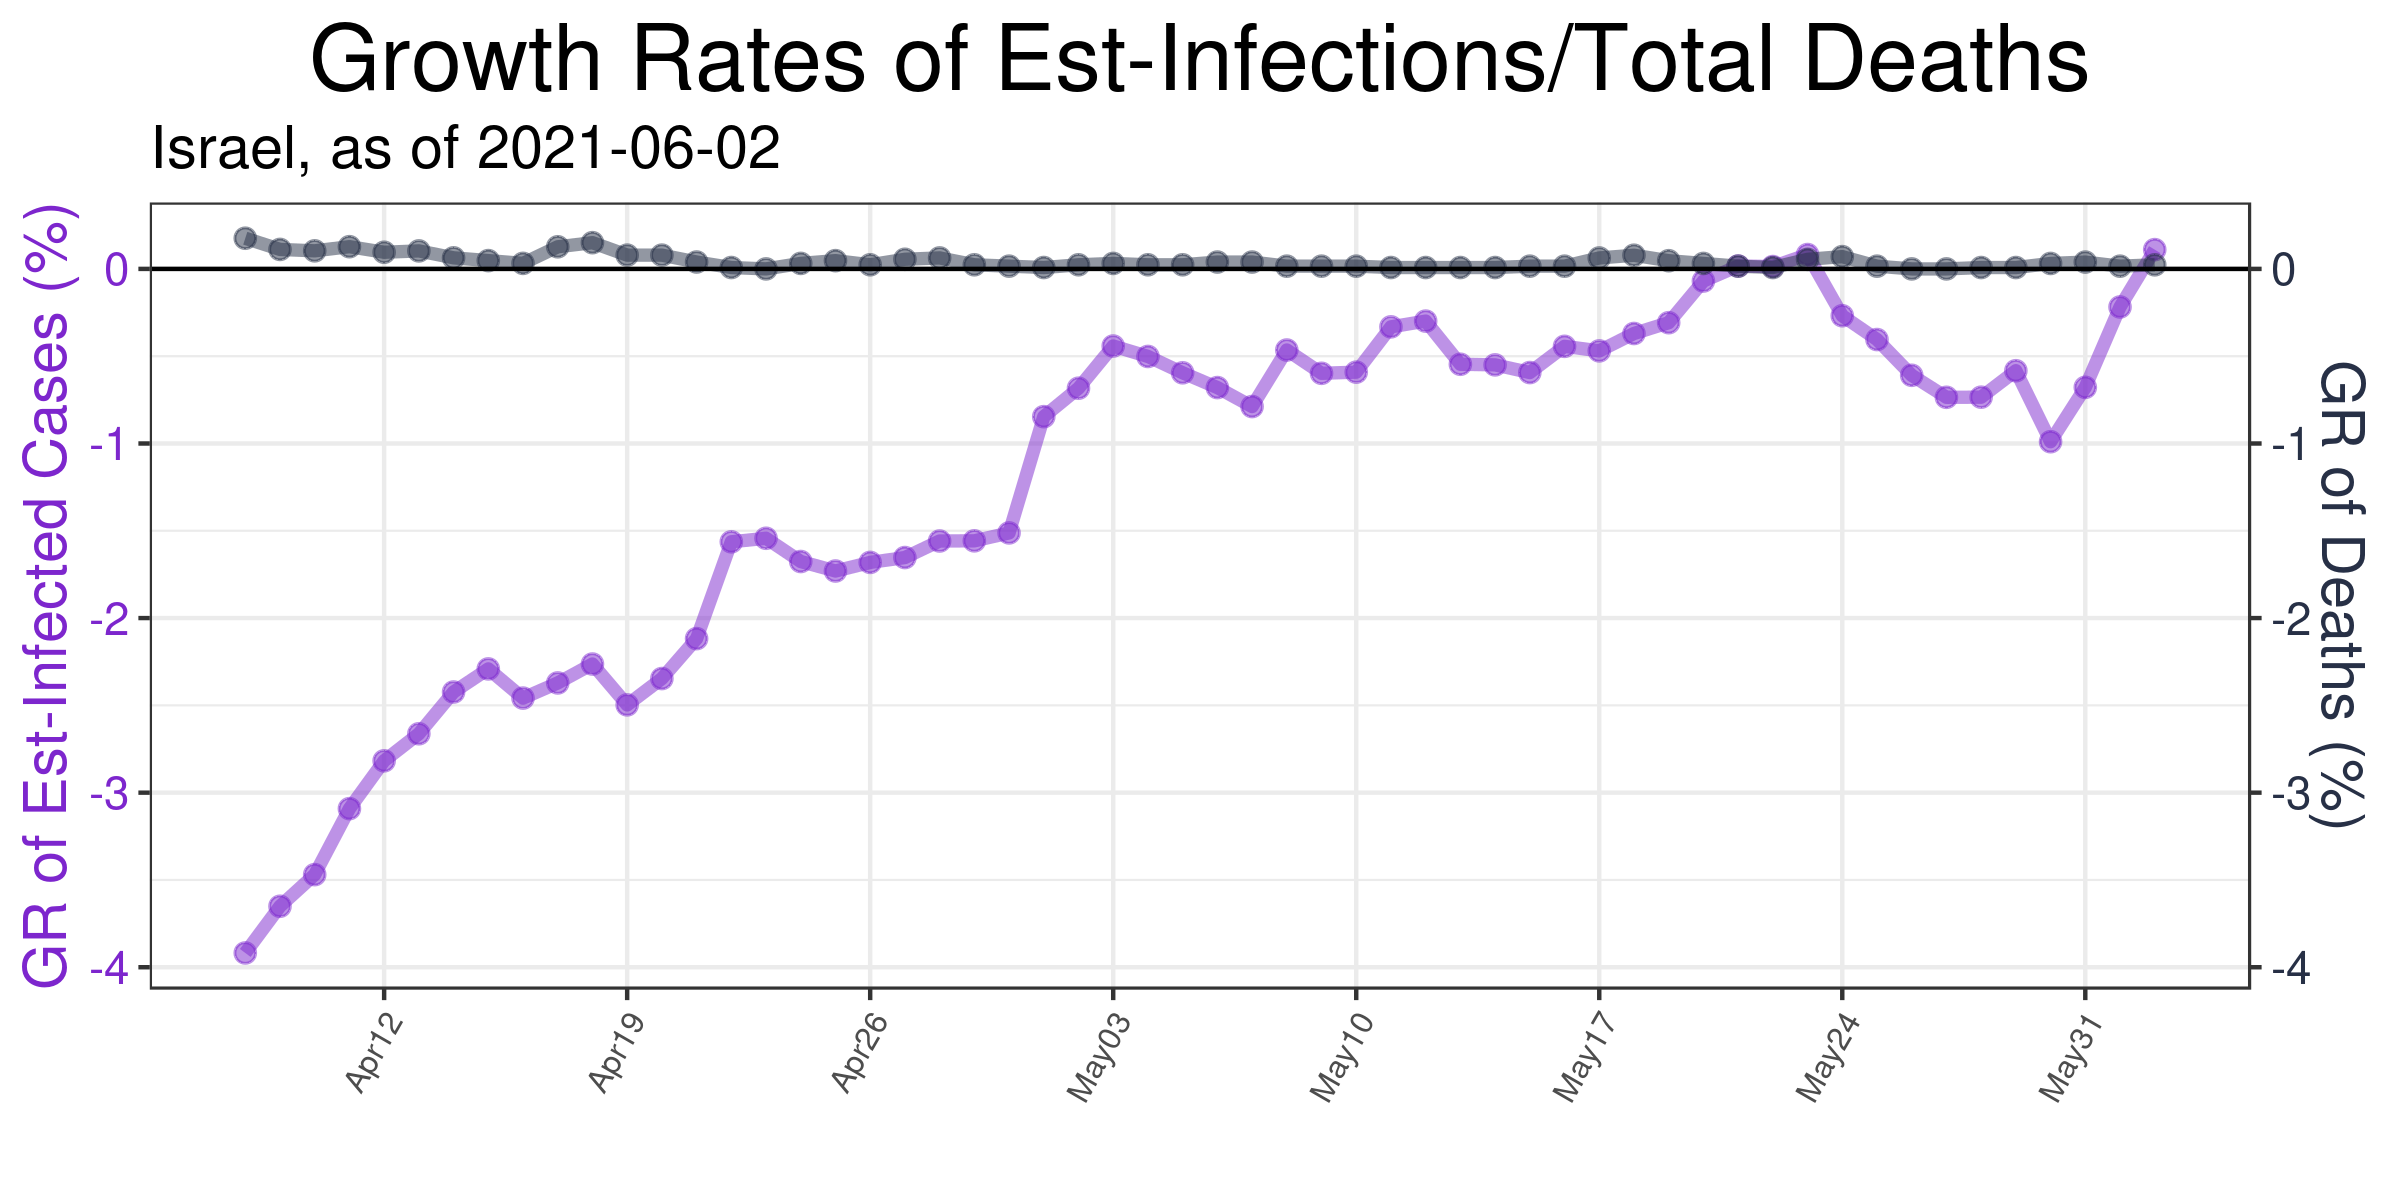 Growth Rates of Est-Infections/Total Deaths
Israel, as of 2021-06-02
GR of Est-Infected Cases (%)
0
-1
-2
-3
-4
0
-1
-2
-3
-4
GR of Deaths (%)
Apr12
Apr19
Apr26
May03
May10
May17
May24
May31